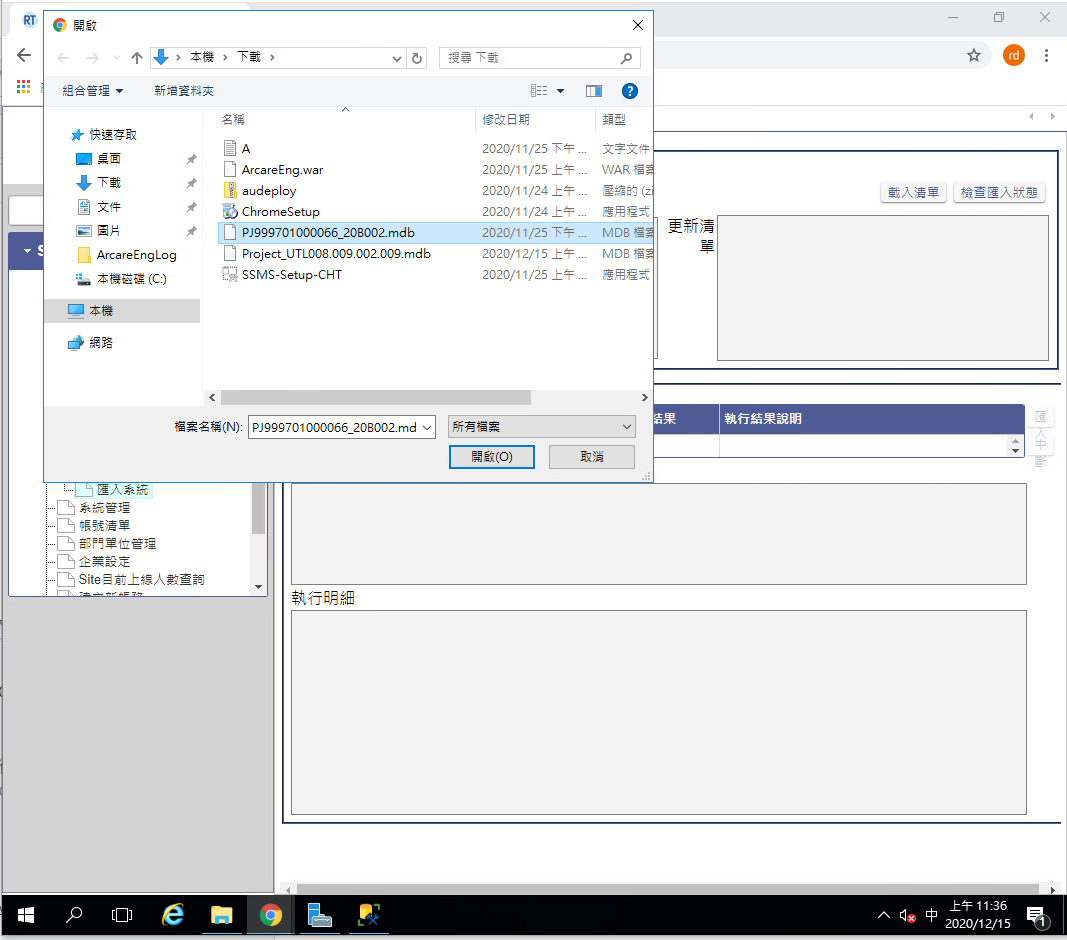 RT
開啟
rd
本機
下載
搜尋 下載
組合管理
新增資料夾
快速存取
桌面
下載
文件
圖片
ArcareEngLog
本機磁碟 (C:)
本機
網路
名稱
修改日期
類型
A
2020/11/25 下午 ...
文字文件
ArcareEng.war
2020/11/25 上午 ...
WAR 檔案
audeploy
2020/11/24 上午 ...
壓縮的 (zi
ChromeSetup
2020/11/24 上午 ...
應用程式
PJ999701000066_20B002.mdb
2020/11/25 下午 ...
MDB 檔案
Project_UTL008.009.002.009.mdb
2020/12/15 上午 ...
MDB 檔案
SSMS-Setup-CHT
2020/11/25 上午 ...
應用程式
檔案名稱(N):
PJ999701000066_20B002.md
所有檔案
開啟(O)
取消
載入清單
檢查匯入狀態
更新清
單
S
結果
執行結果說明
匯
入
中
斷
匯入系統
系統管理
帳號清單
部門單位管理
企業設定
Site目前上線人數查詢
執行明細
中
上午 11:36
2020/12/15
1